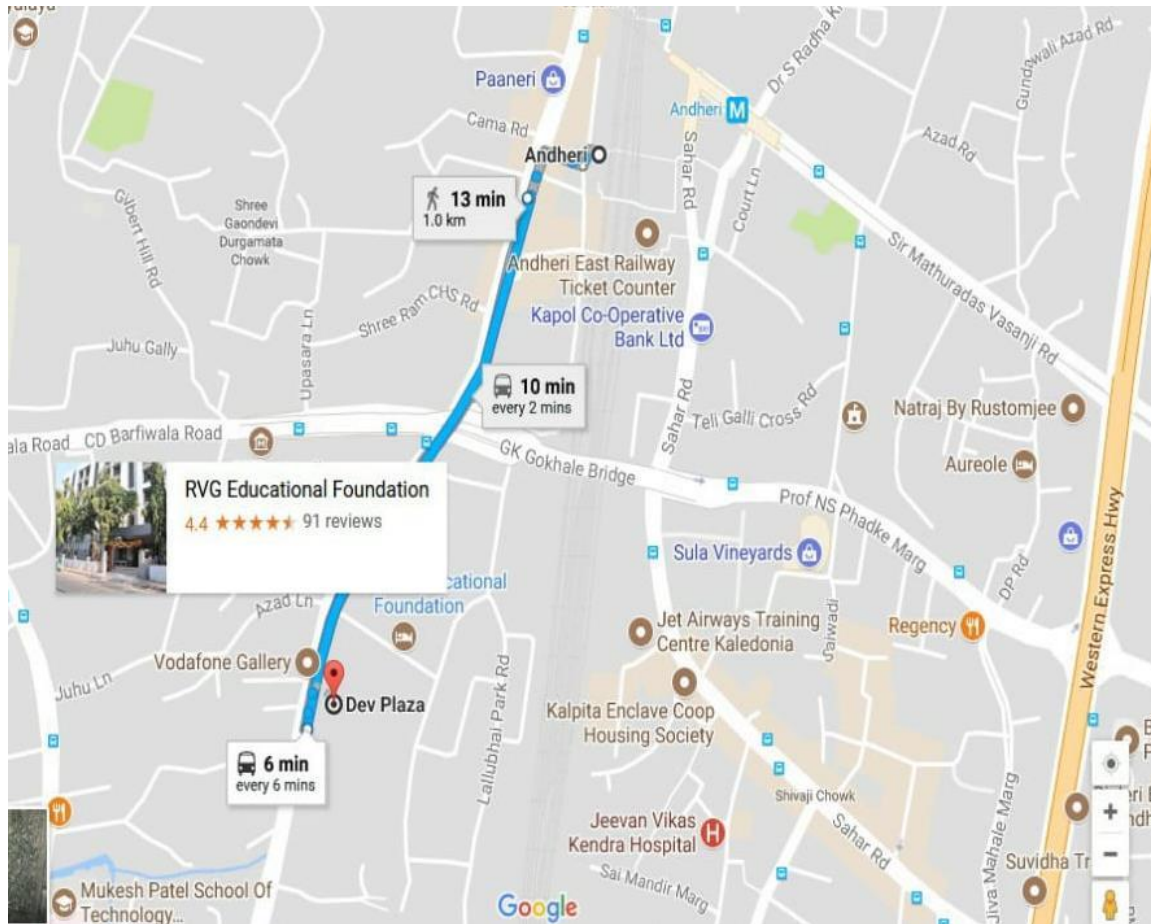 Paaneri
Cama Rd
Andheri
Andheri M
Dr S Radha K
Gundawali Azad Rd
Azad Rd
Sahar Rd
Court Ln
13 min
1.0 km
Gilbert Hill Rd
Shree
Gaondevi
Durgamata
Chowk
Andheri East Railway
Ticket Counter
Sir Mathuradas Vasanji Rd
Shree Ram CHS Rd
Kapol Co-Operative
Bank Ltd
Juhu Gally
Upasara Ln
10 min
every 2 mins
Sahar Rd
Teli Galli Cross Rd
Natraj By Rustomjee
ala Road
CD Barfiwala Road
GK Gokhale Bridge
Aureole
RVG Educational Foundation
4.4 ★★★★★ 91 reviews
Prof NS Phadke Marg
Western Express Hwy
Sula Vineyards
DP Rd
cational
Foundation
Azad Ln
Jet Airways Training
Centre Kaledonia
Regency
Vodafone Gallery
Juhu Ln
Dev Plaza
Lallubhai Park Rd
Kalpita Enclave Coop
Housing Society
6 min
every 6 mins
Shivaji Chowk
Jeevan Vikas
Kendra Hospital
H
Sahar Rd
Jiva Mahale Marg
Suvidha Tr
Sai Mandir Marg
Mukesh Patel School Of
Technology...
Google
+
−